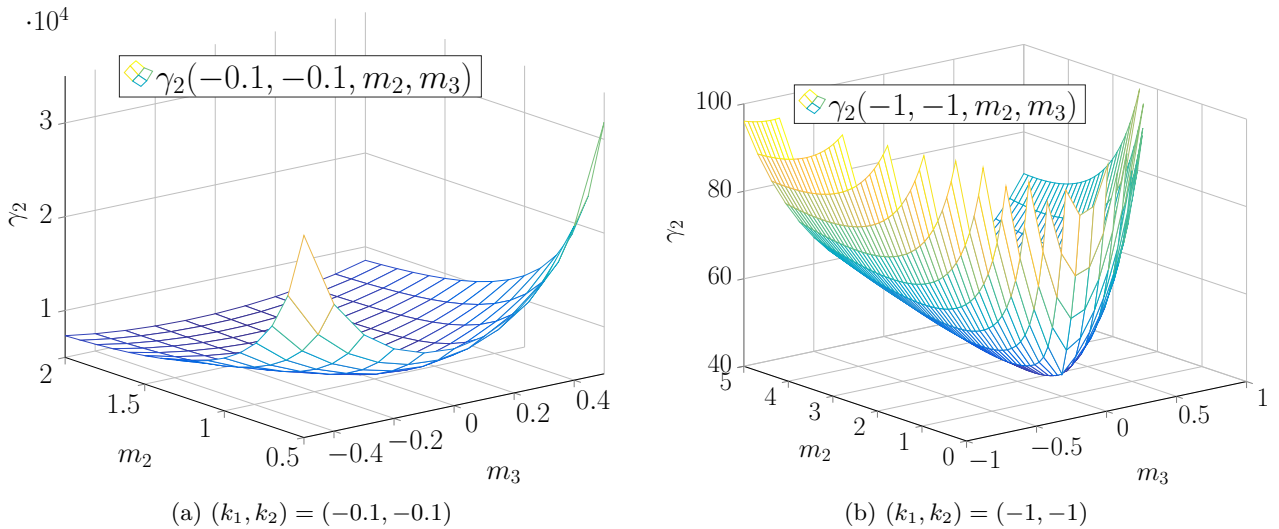 ·10⁴
γ₂(−0.1, −0.1, m₂, m₃)
3
2
1
γ₂
2
1.5
1
0.5
m₂
−0.4
−0.2
0
0.2
0.4
m₃
(a) (k₁, k₂) = (−0.1, −0.1)
γ₂(−1, −1, m₂, m₃)
100
80
60
40
γ₂
5
4
3
2
1
0
m₂
−1
−0.5
0
0.5
1
m₃
(b) (k₁, k₂) = (−1, −1)